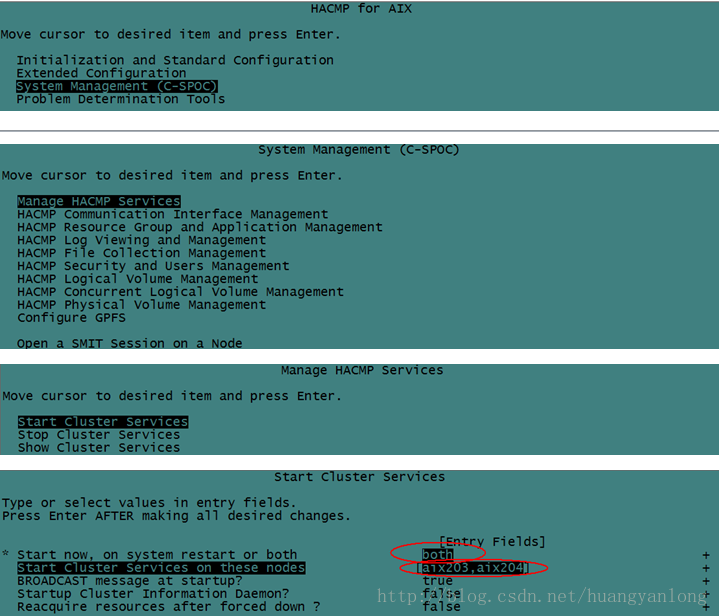 HACMP for AIX
Move cursor to desired item and press Enter.
Initialization and Standard Configuration
Extended Configuration
System Management (C-SPOC)
Problem Determination Tools
System Management (C-SPOC)
Move cursor to desired item and press Enter.
Manage HACMP Services
HACMP Communication Interface Management
HACMP Resource Group and Application Management
HACMP Log Viewing and Management
HACMP File Collection Management
HACMP Security and Users Management
HACMP Logical Volume Management
HACMP Concurrent Logical Volume Management
HACMP Physical Volume Management
Configure GPFS
Open a SMIT Session on a Node
Manage HACMP Services
Move cursor to desired item and press Enter.
Start Cluster Services
Stop Cluster Services
Show Cluster Services
Start Cluster Services
Type or select values in entry fields.
Press Enter AFTER making all desired changes.
[Entry Fields]
* Start now, on system restart or both both +
Start Cluster Services on these nodes [aix203,aix204] +
BROADCAST message at startup? true +
Startup Cluster Information Daemon? false +
Reacquire resources after forced down ? false +
http://blog.csdn.net/huangyanlong